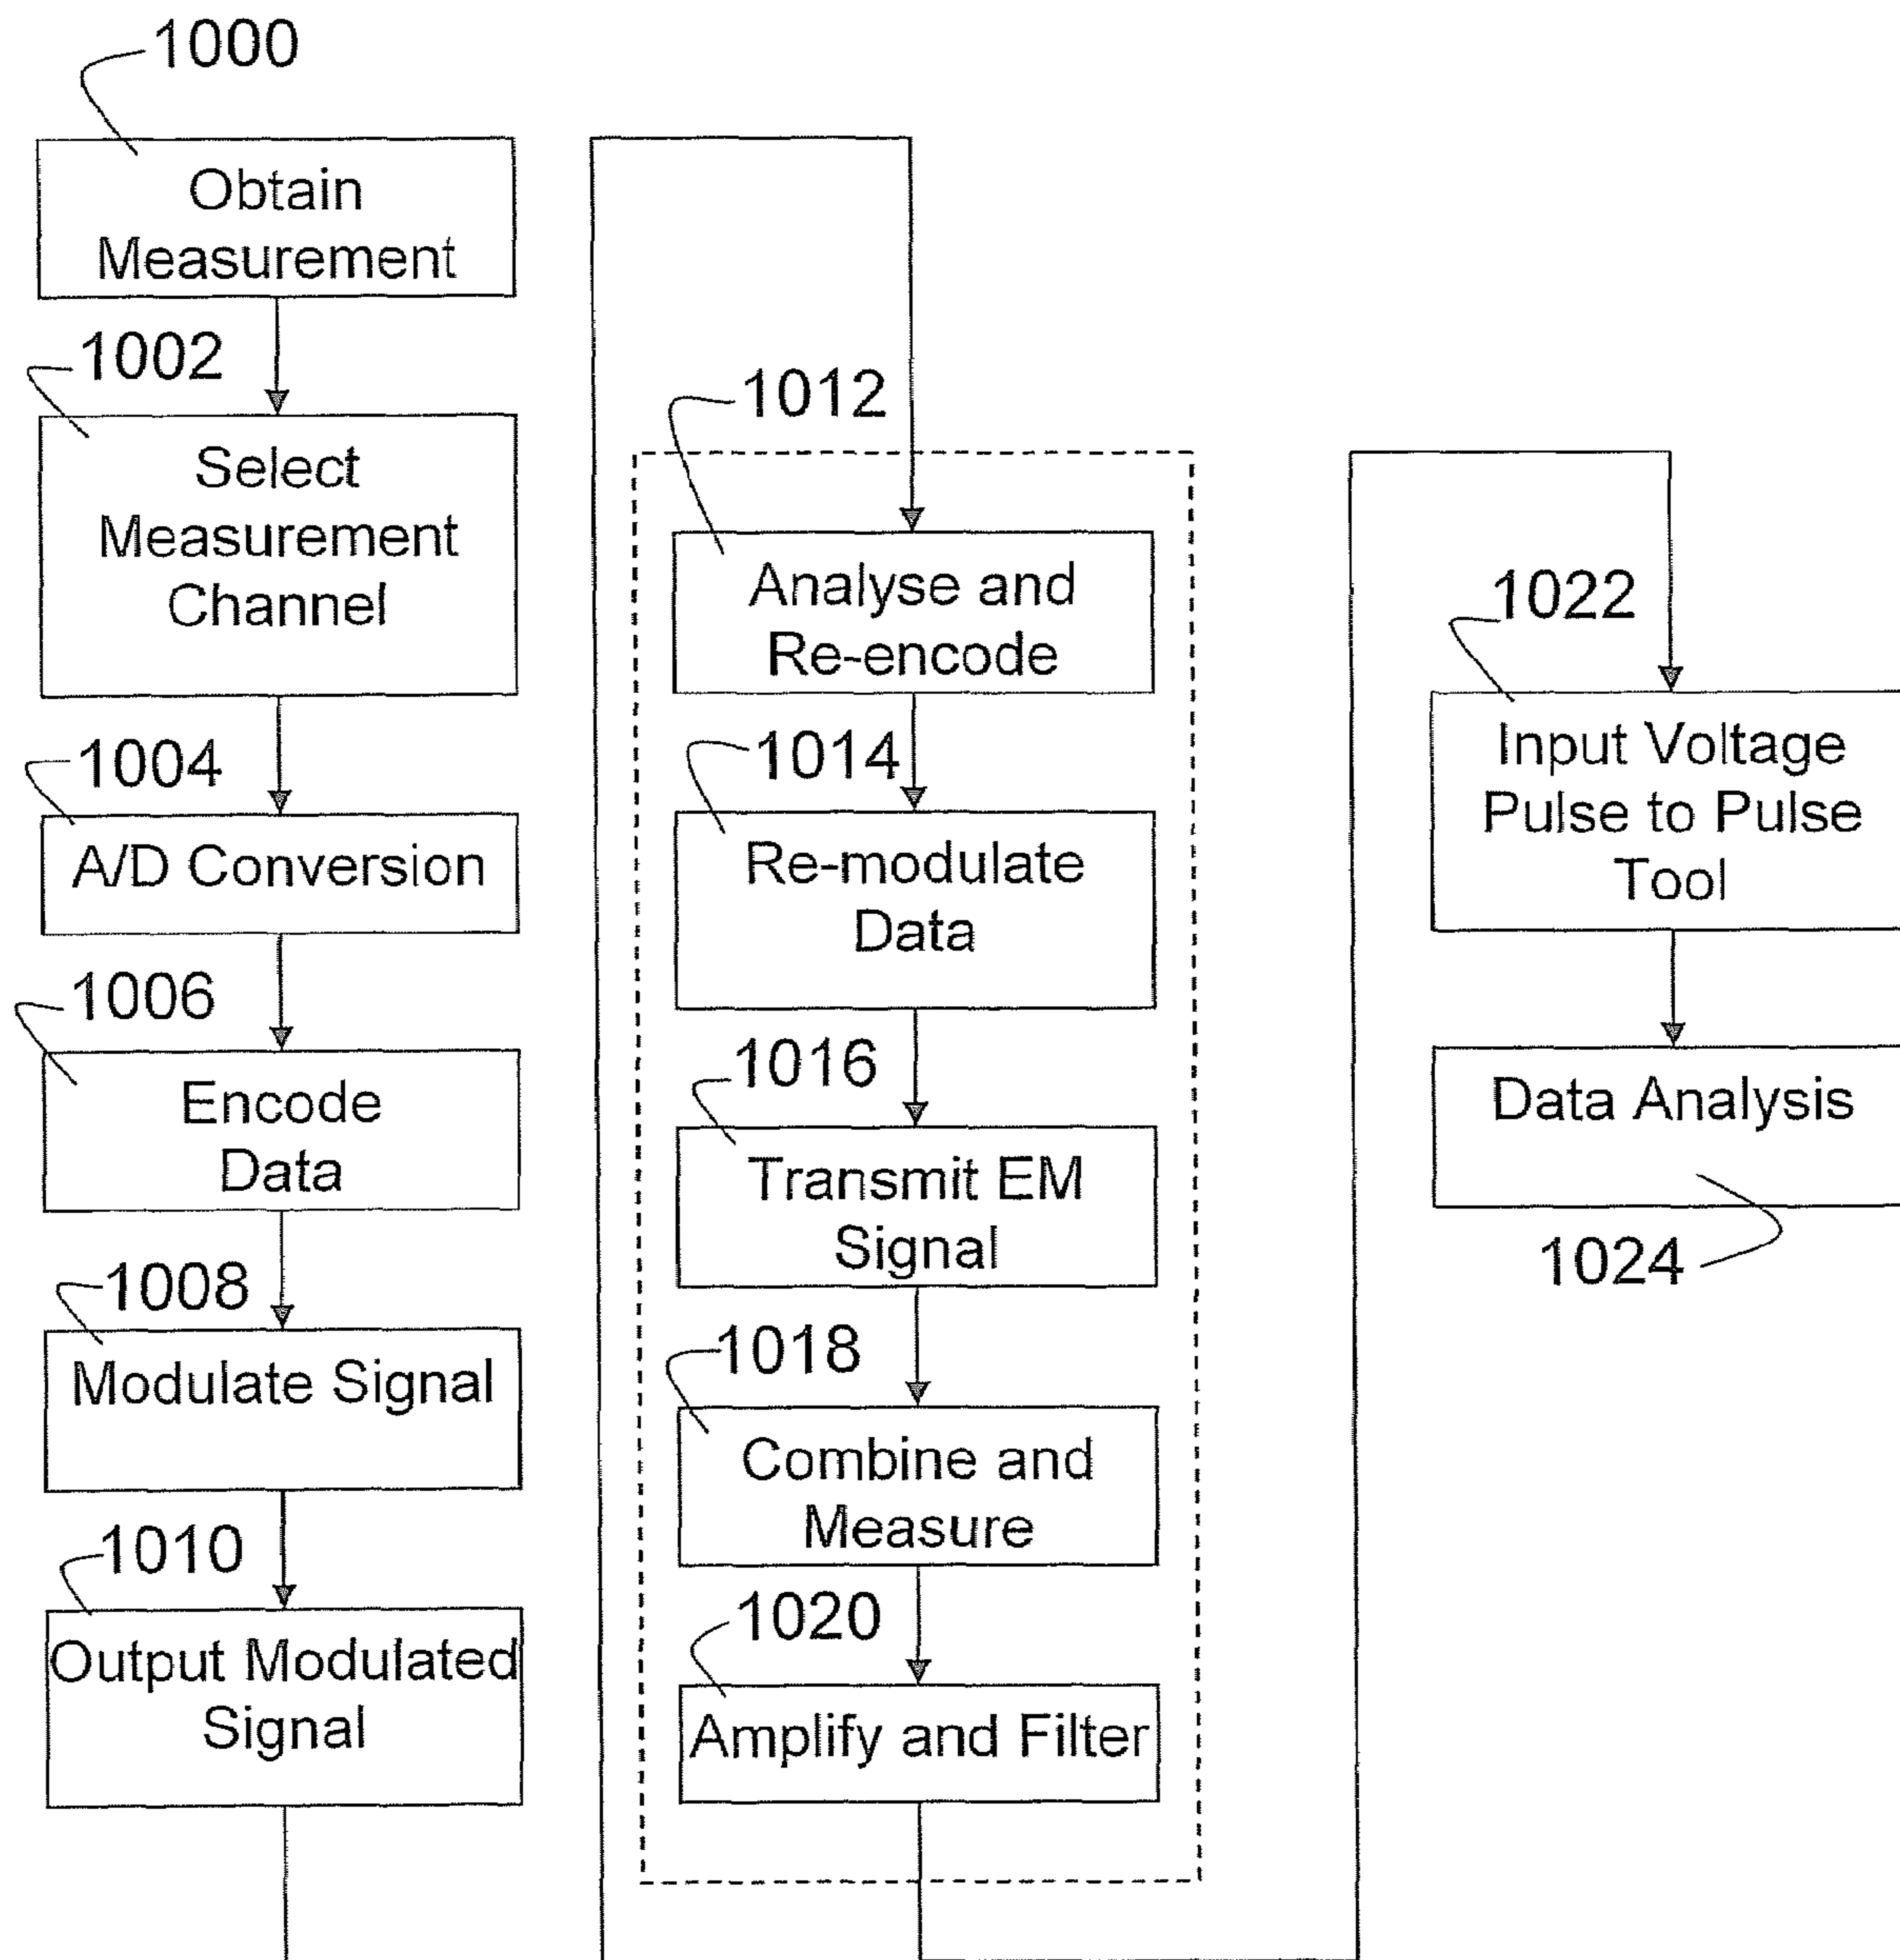 1000
Obtain
Measurement
1002
Select
Measurement
Channel
1004
A/D Conversion
1006
Encode
Data
1008
Modulate Signal
1010
Output Modulated
Signal
1012
Analyse and
Re-encode
1014
Re-modulate
Data
1016
Transmit EM
Signal
1018
Combine and
Measure
1020
Amplify and Filter
1022
Input Voltage
Pulse to Pulse
Tool
Data Analysis
1024